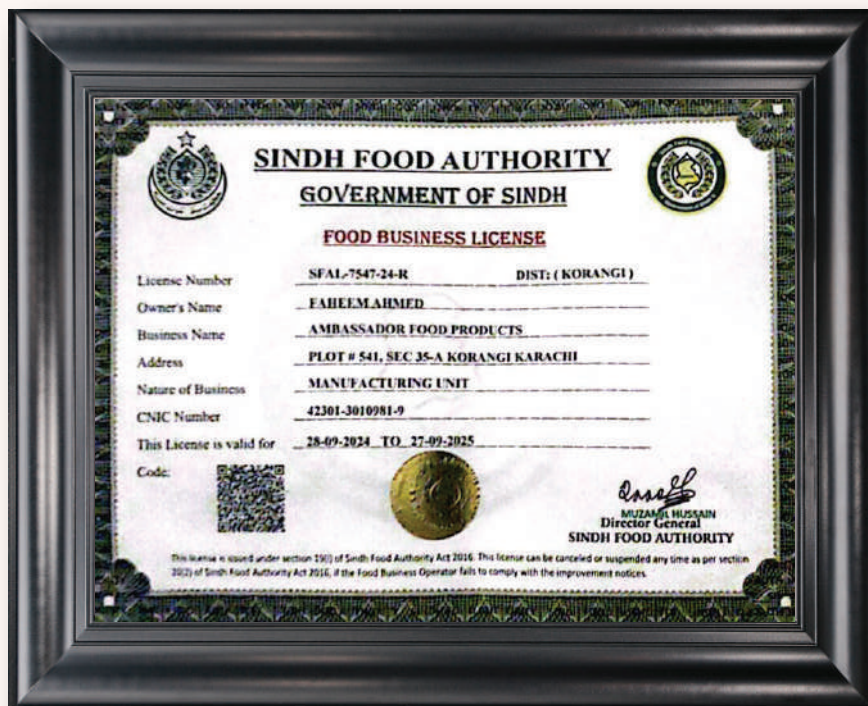 SINDH FOOD AUTHORITY
GOVERNMENT OF SINDH
FOOD BUSINESS LICENSE
License Number SFAL-7547-24-R DIST: ( KORANGI )
Owner's Name FAHEEM AHMED
Business Name AMBASSADOR FOOD PRODUCTS
Address PLOT # 541, SEC 35-A KORANGI KARACHI
Nature of Business MANUFACTURING UNIT
CNIC Number 42301-3010981-9
This License is valid for 28-09-2024 TO 27-09-2025
Code:
MUZAMIL HUSSAIN
Director General
SINDH FOOD AUTHORITY
This license is issued under section 15(i) of Sindh Food Authority Act 2016. This license can be canceled or suspended any time as per section
20(2) of Sindh Food Authority Act 2016, if the Food Business Operator fails to comply with the improvement notices.